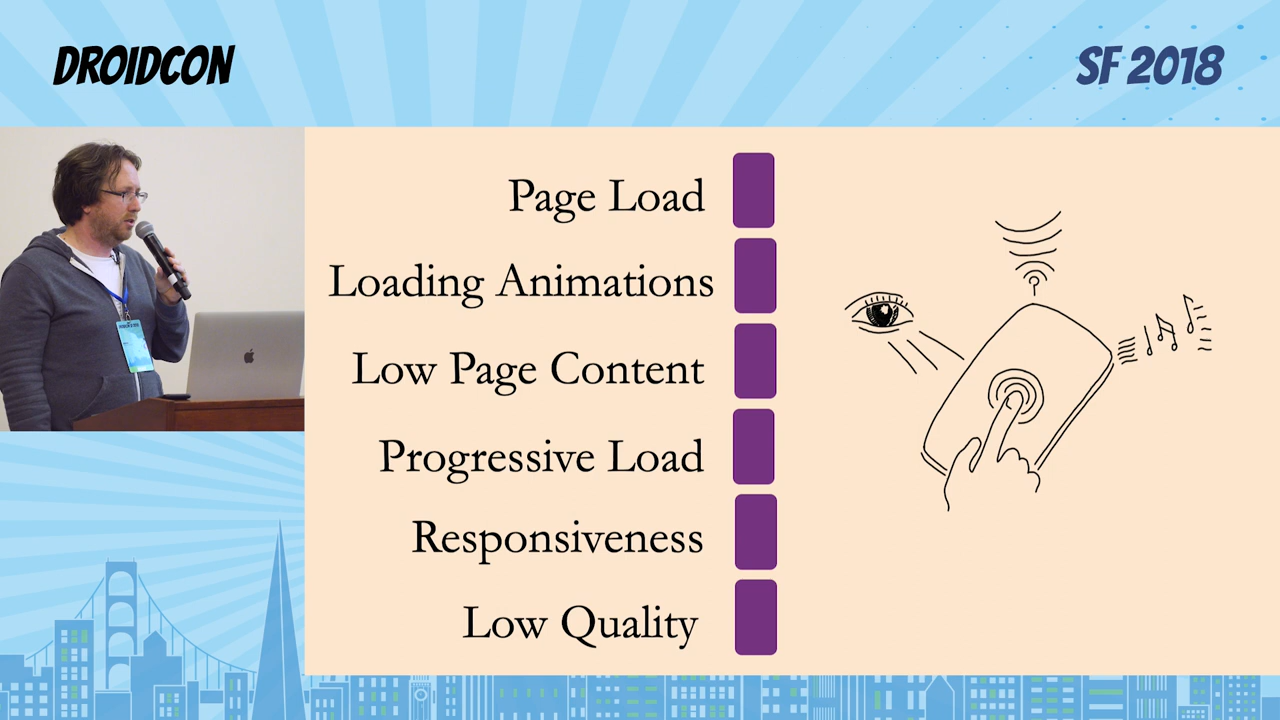 DROIDCON
SF 2018
Page Load
Loading Animations
Low Page Content
Progressive Load
Responsiveness
Low Quality